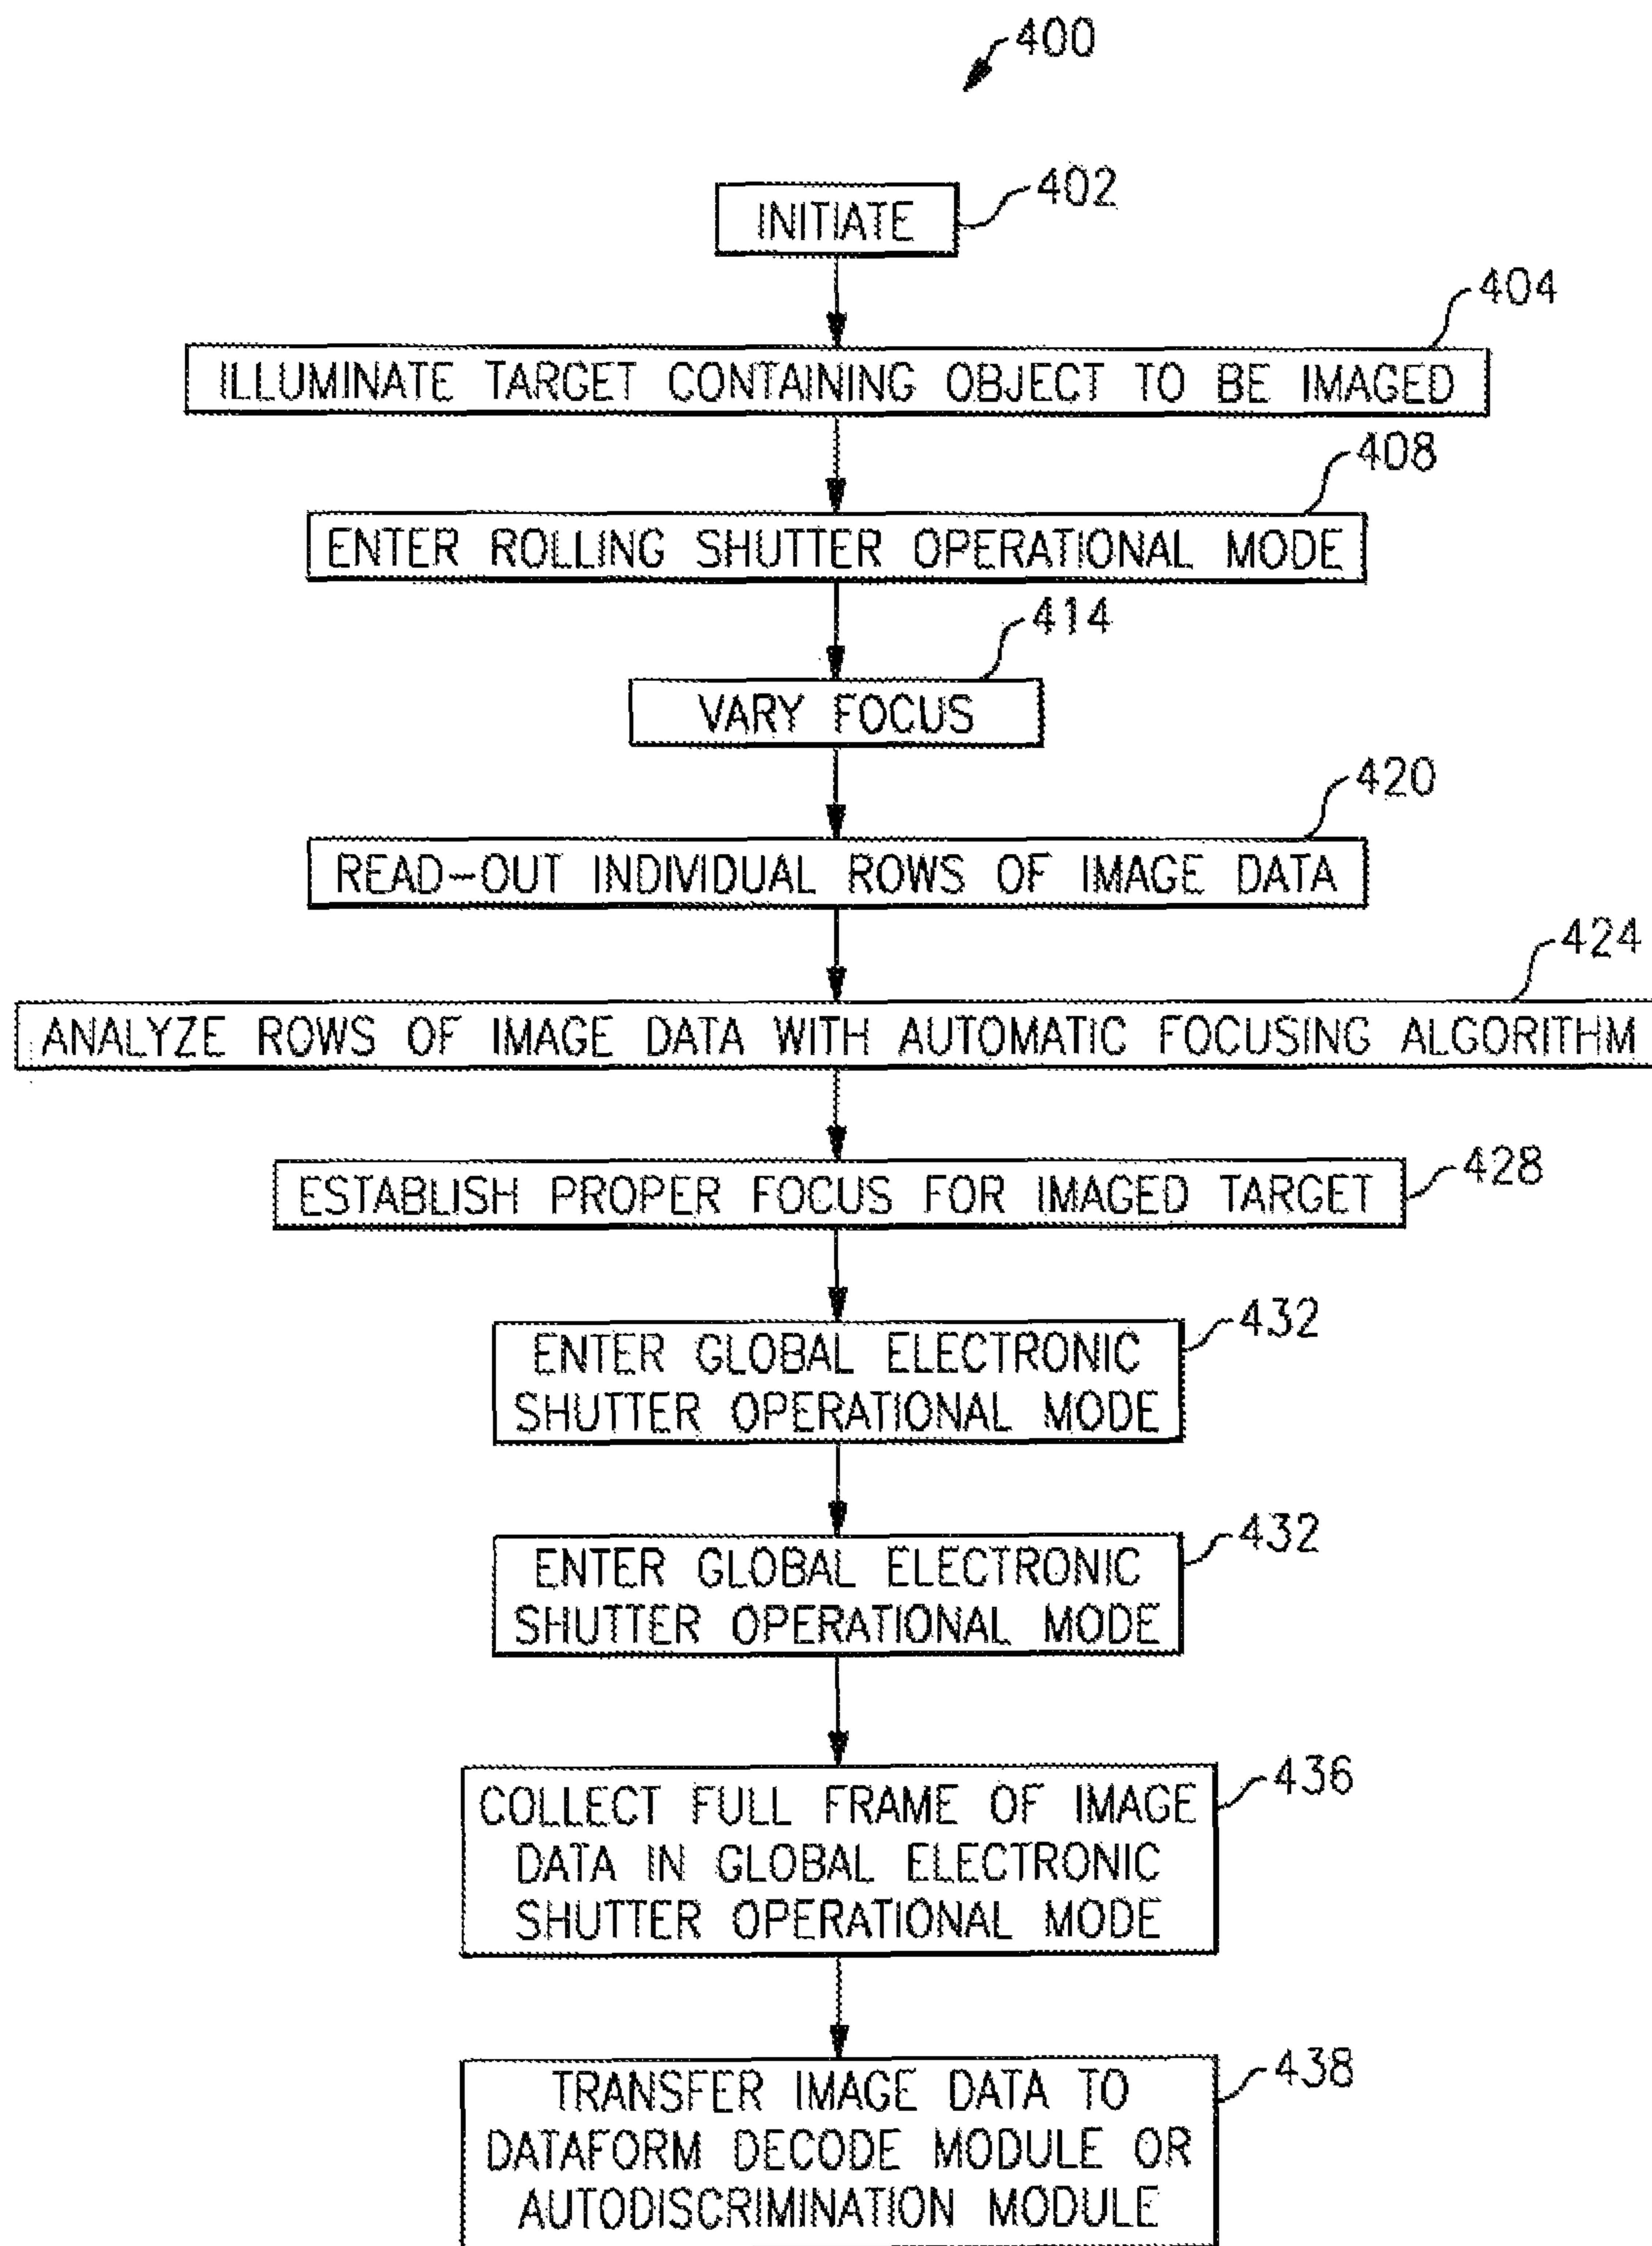 400
INITIATE
402
404
ILLUMINATE TARGET CONTAINING OBJECT TO BE IMAGED
408
ENTER ROLLING SHUTTER OPERATIONAL MODE
414
VARY FOCUS
420
READ-OUT INDIVIDUAL ROWS OF IMAGE DATA
424
ANALYZE ROWS OF IMAGE DATA WITH AUTOMATIC FOCUSING ALGORITHM
ESTABLISH PROPER FOCUS FOR IMAGED TARGET
428
ENTER GLOBAL ELECTRONIC
SHUTTER OPERATIONAL MODE
432
ENTER GLOBAL ELECTRONIC
SHUTTER OPERATIONAL MODE
432
COLLECT FULL FRAME OF IMAGE
DATA IN GLOBAL ELECTRONIC
SHUTTER OPERATIONAL MODE
436
TRANSFER IMAGE DATA TO
DATAFORM DECODE MODULE OR
AUTODISCRIMINATION MODULE
438